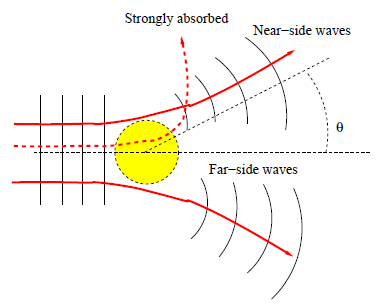 Strongly absorbed
Near−side waves
θ
Far−side waves